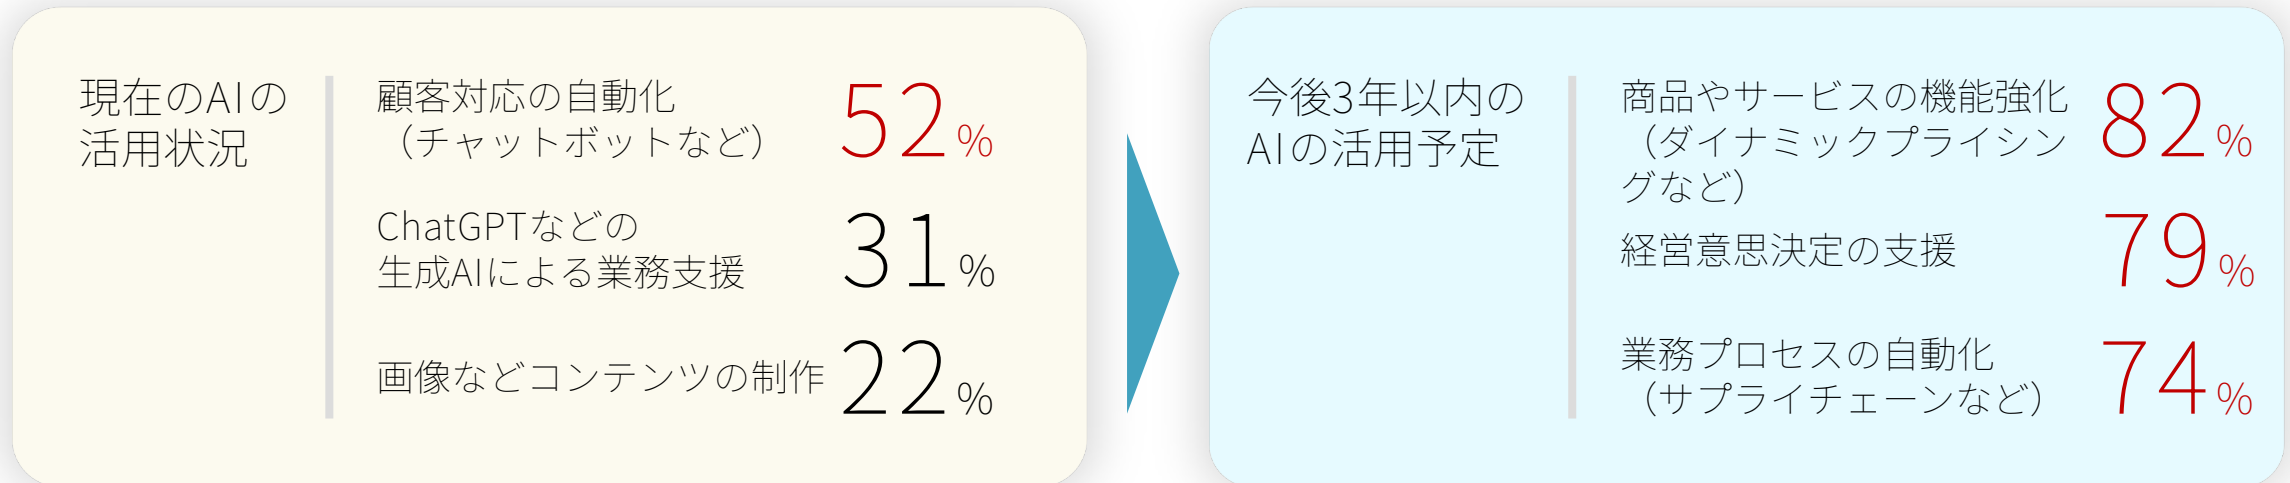 現在のAIの
活用状況
顧客対応の自動化
（チャットボットなど）
52%
ChatGPTなどの
生成AIによる業務支援
31%
画像などコンテンツの制作
22%
今後3年以内の
AIの活用予定
商品やサービスの機能強化
（ダイナミックプライシン
グなど）
82%
経営意思決定の支援
79%
業務プロセスの自動化
（サプライチェーンなど）
74%